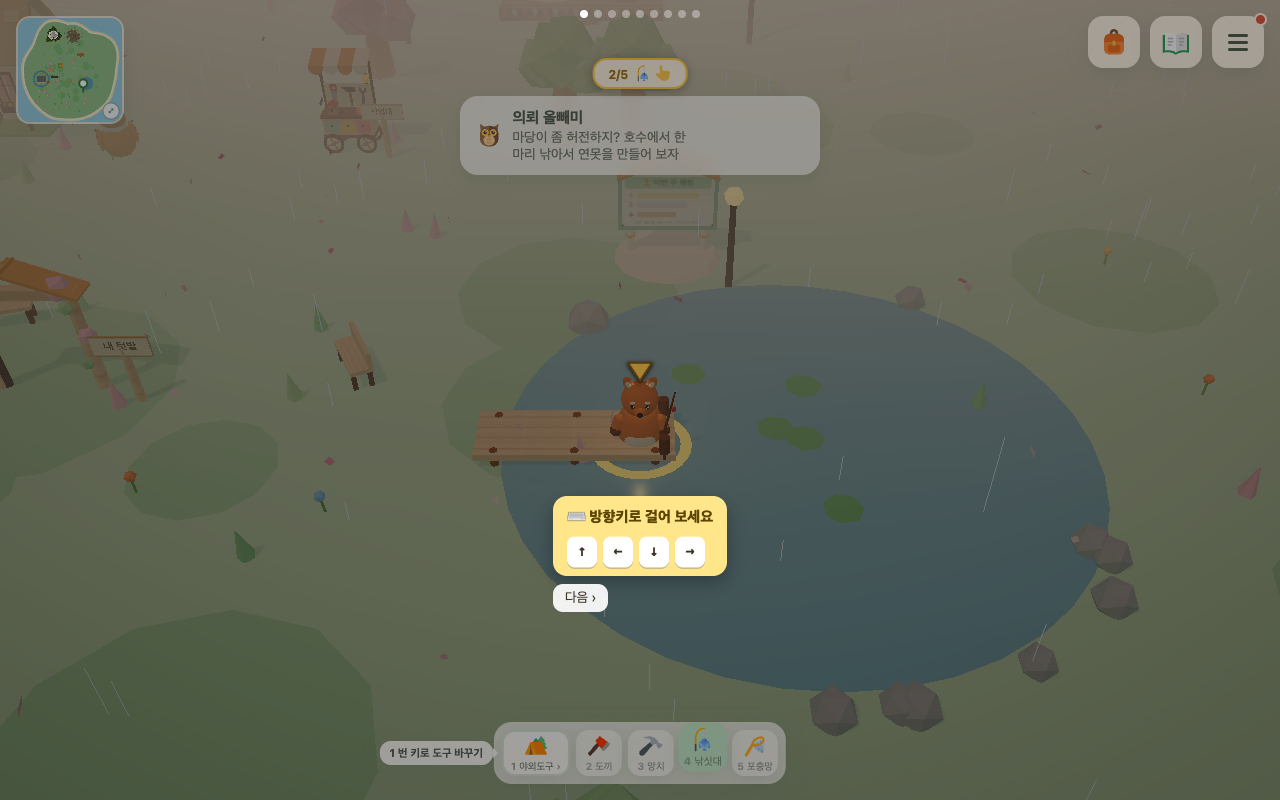 2/5
의뢰 올빼미
마당이 좀 허전하지? 호수에서 한
마리 낚아서 연못을 만들어 보자
내 텃밭
방향키로 걸어 보세요
↑ ← ↓ →
다음 ›
1 번 키로 도구 바꾸기
1 야외도구 ›
2 도끼
3 망치
4 낚싯대
5 포충망